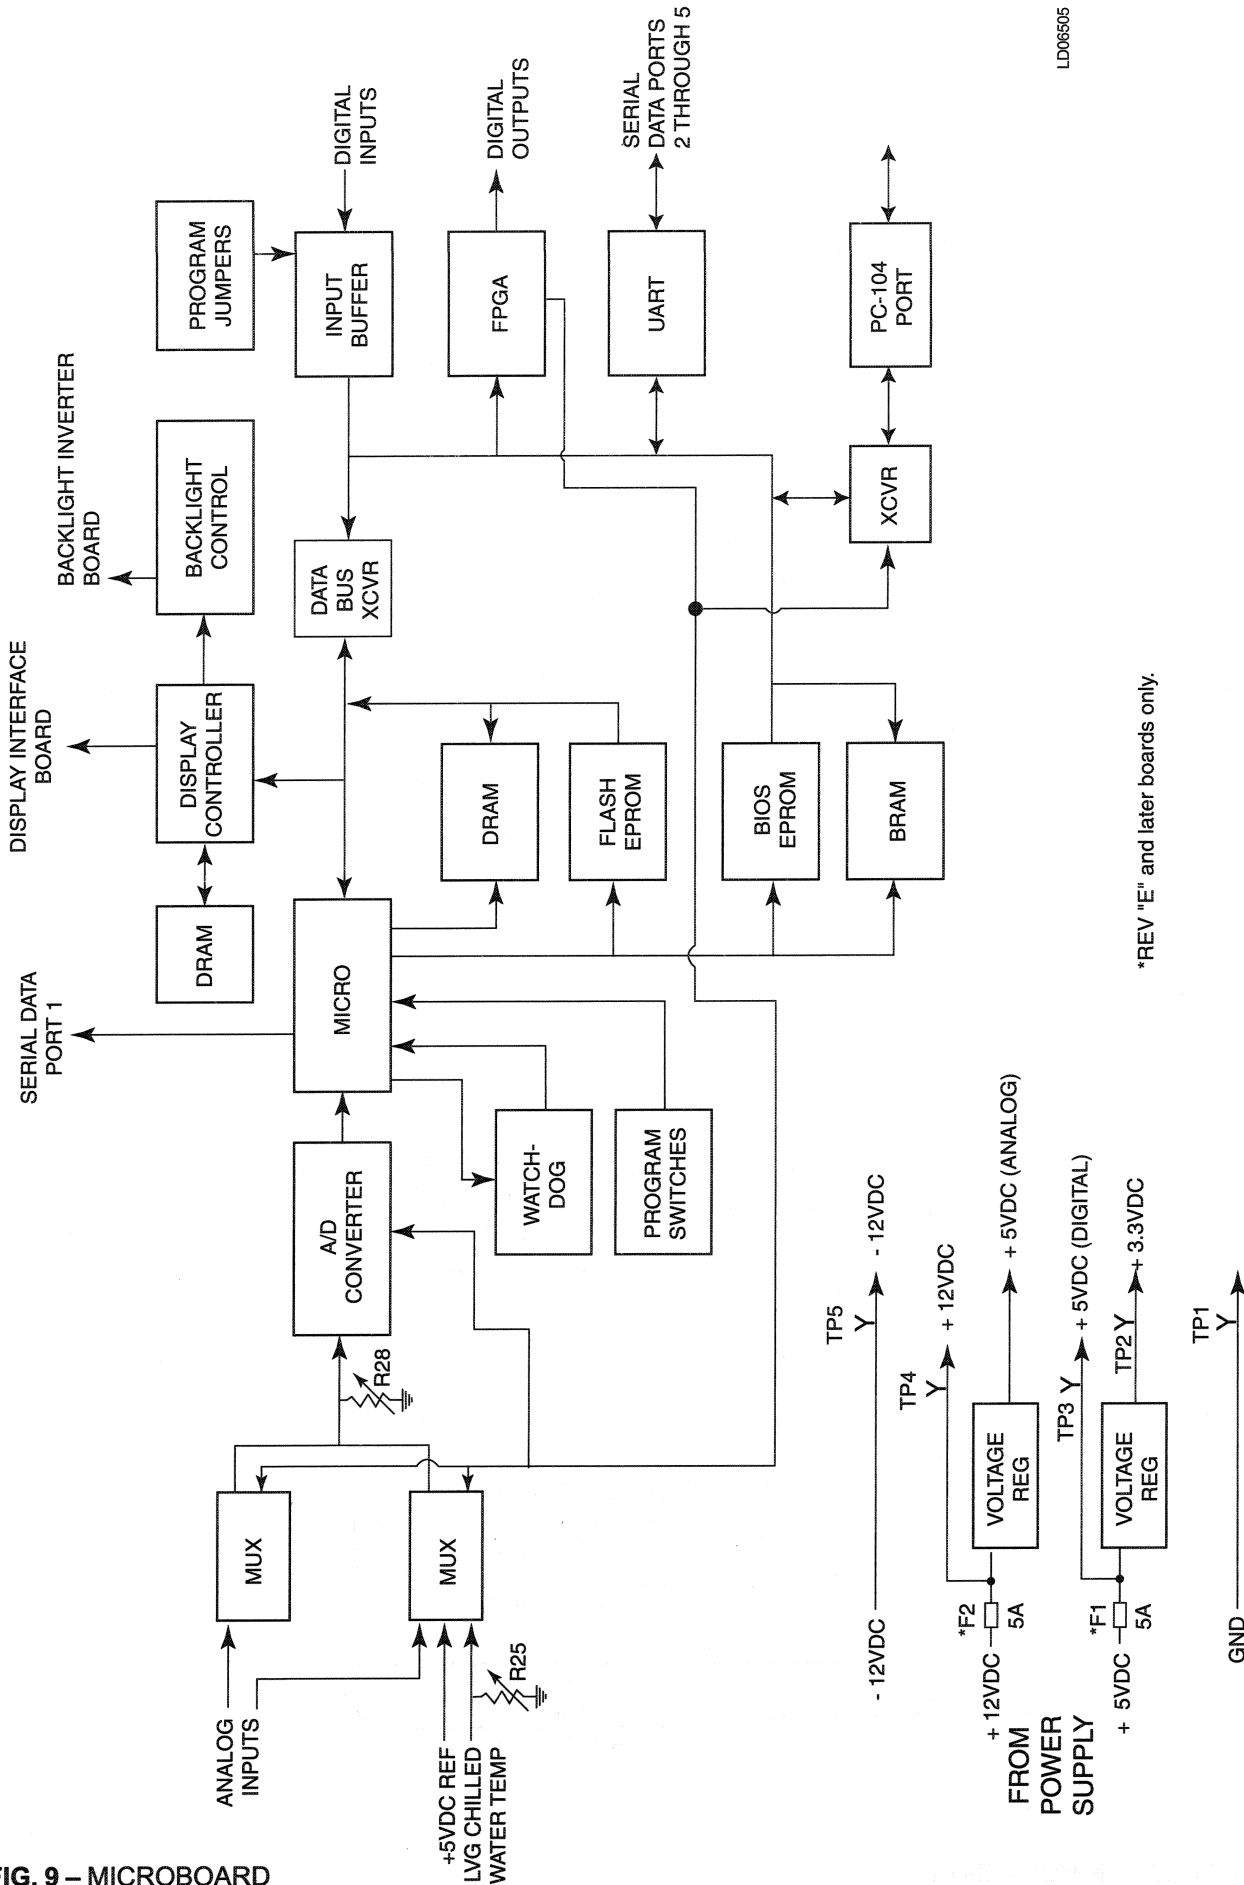 SERIAL DATA
PORT 1
DISPLAY INTERFACE
BOARD
BACKLIGHT INVERTER
BOARD
DRAM
DISPLAY
CONTROLLER
BACKLIGHT
CONTROL
PROGRAM
JUMPERS
ANALOG
INPUTS
MUX
A/D
CONVERTER
MICRO
DATA
BUS
XCVR
INPUT
BUFFER
DIGITAL
INPUTS
R28
+5VDC REF
LVG CHILLED
WATER TEMP
R25
MUX
WATCH-
DOG
DRAM
FPGA
DIGITAL
OUTPUTS
PROGRAM
SWITCHES
FLASH
EPROM
UART
SERIAL
DATA PORTS
2 THROUGH 5
BIOS
EPROM
BRAM
XCVR
PC-104
PORT
- 12VDC
TP5
Y
- 12VDC
FROM
POWER
SUPPLY
+ 12VDC
*F2
5A
TP4
Y
+ 12VDC
VOLTAGE
REG
+ 5VDC (ANALOG)
+ 5VDC
*F1
5A
TP3 Y
+ 5VDC (DIGITAL)
VOLTAGE
REG
TP2 Y
+ 3.3VDC
GND
TP1
Y
*REV "E" and later boards only.
LD06505
FIG. 9 – MICROBOARD